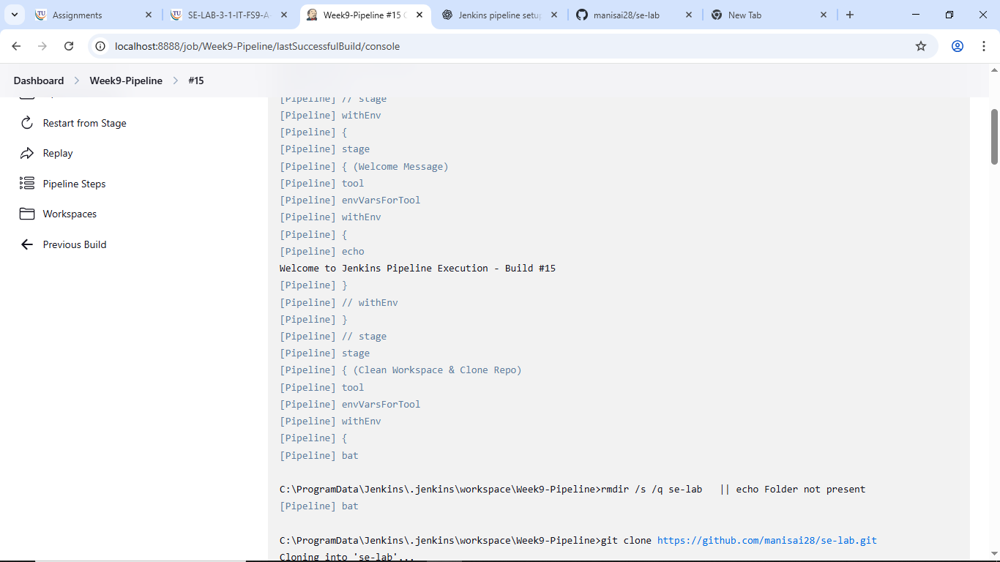 Assignments
SE-LAB-3-1-IT-FS9-A-
Week9-Pipeline #15
Jenkins pipeline setup
manisai28/se-lab
New Tab
localhost:8888/job/Week9-Pipeline/lastSuccessfulBuild/console
Dashboard > Week9-Pipeline > #15
Restart from Stage
Replay
Pipeline Steps
Workspaces
Previous Build
[Pipeline] // stage
[Pipeline] withEnv
[Pipeline] {
[Pipeline] stage
[Pipeline] { (Welcome Message)
[Pipeline] tool
[Pipeline] envVarsForTool
[Pipeline] withEnv
[Pipeline] {
[Pipeline] echo
Welcome to Jenkins Pipeline Execution - Build #15
[Pipeline] }
[Pipeline] // withEnv
[Pipeline] }
[Pipeline] // stage
[Pipeline] stage
[Pipeline] { (Clean Workspace & Clone Repo)
[Pipeline] tool
[Pipeline] envVarsForTool
[Pipeline] withEnv
[Pipeline] {
[Pipeline] bat
C:\ProgramData\Jenkins\.jenkins\workspace\Week9-Pipeline>rmdir /s /q se-lab   || echo Folder not present
[Pipeline] bat
C:\ProgramData\Jenkins\.jenkins\workspace\Week9-Pipeline>git clone https://github.com/manisai28/se-lab.git
Cloning into 'se-lab'...